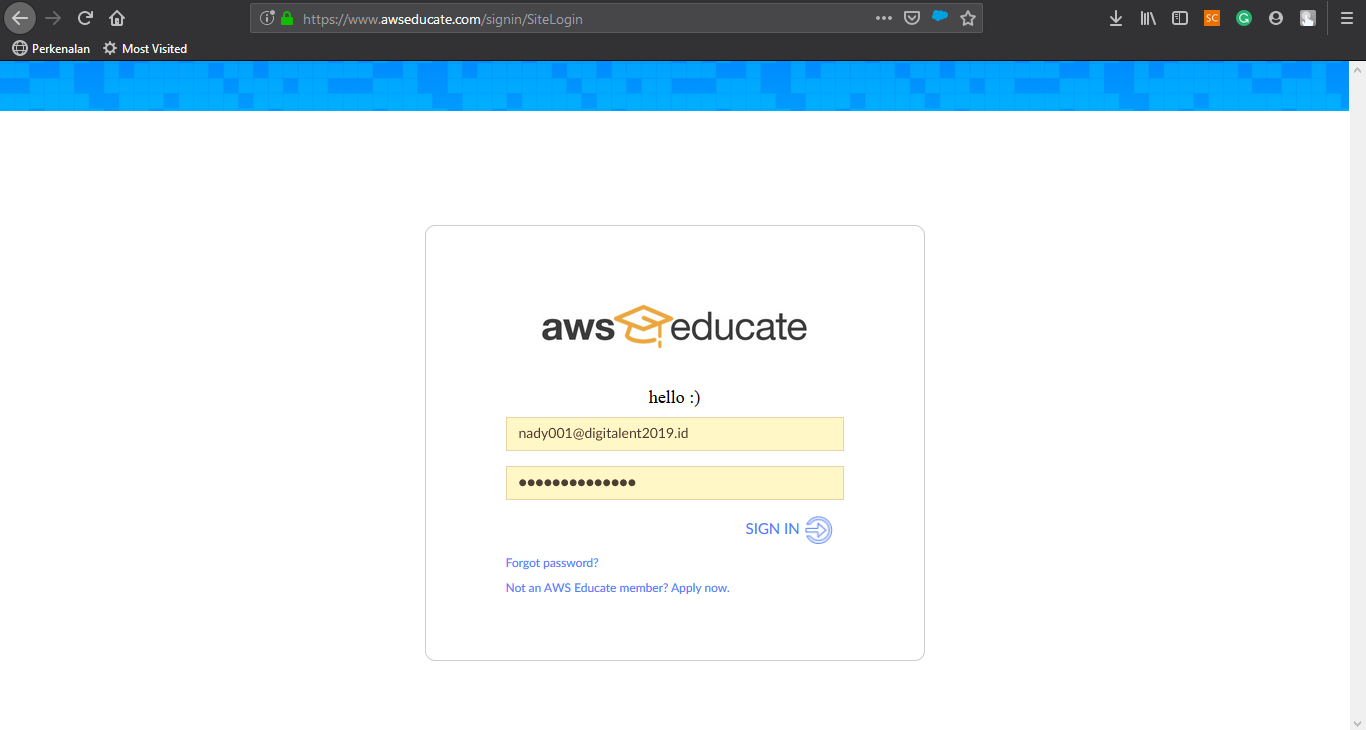 https://www.awseducate.com/signin/SiteLogin
SC
G
Perkenalan
Most Visited
aws educate
hello :)
nady001@digitalent2019.id
SIGN IN
Forgot password?
Not an AWS Educate member? Apply now.